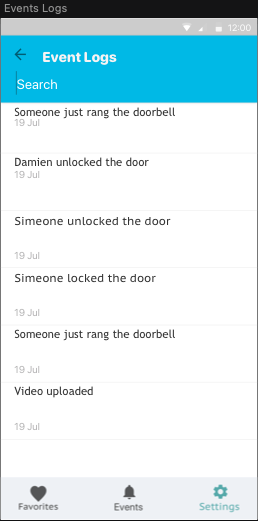 Events Logs
12:00
Event Logs
Search
Someone just rang the doorbell
19 Jul
Damien unlocked the door
19 Jul
Simeone unlocked the door
19 Jul
Simeone locked the door
19 Jul
Someone just rang the doorbell
19 Jul
Video uploaded
19 Jul
Favorites Events Settings